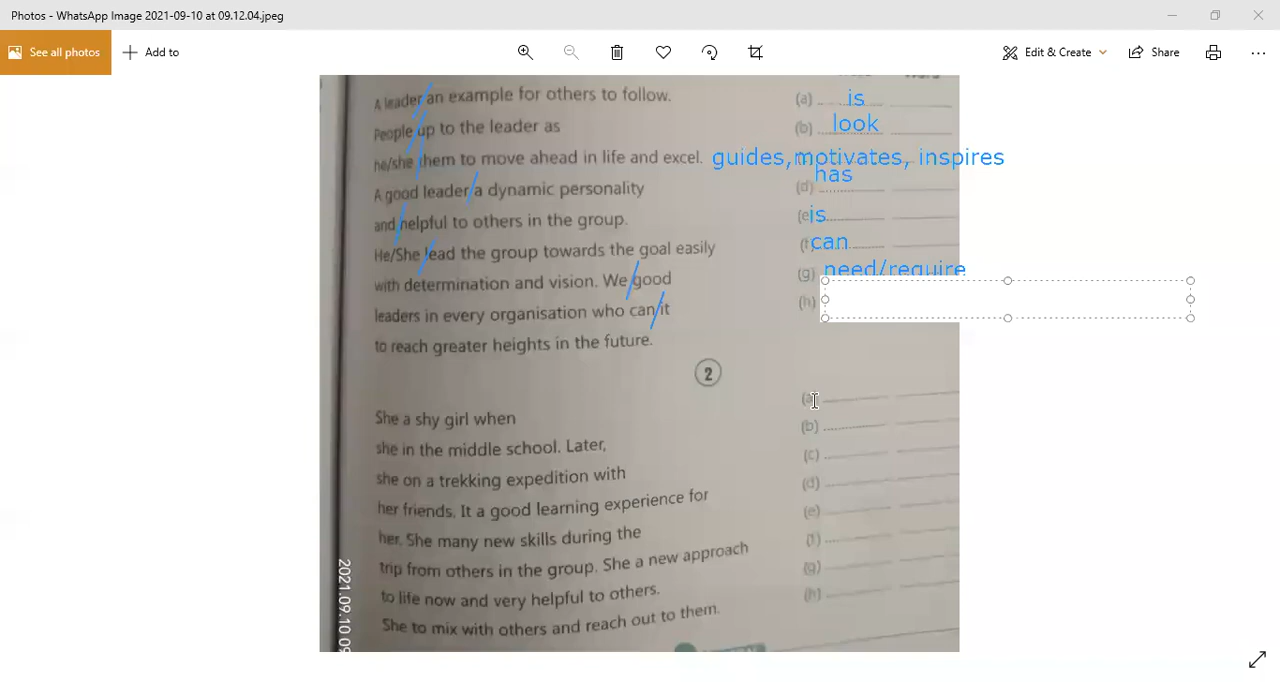 Photos - WhatsApp Image 2021-09-10 at 09.12.04.jpeg
See all photos
Add to
Edit & Create
Share
A leader an example for others to follow. (a) is
People up to the leader as (b) look
he/she them to move ahead in life and excel. guides,motivates, inspires
A good leader a dynamic personality (d) has
and helpful to others in the group. (e) is
He/She lead the group towards the goal easily (f) can
with determination and vision. We good (g) need/require
leaders in every organisation who can it (h)
to reach greater heights in the future.
2
(a)
She a shy girl when (b)
she in the middle school. Later, (c)
she on a trekking expedition with (d)
her friends. It a good learning experience for (e)
her. She many new skills during the (f)
trip from others in the group. She a new approach (g)
to life now and very helpful to others. (h)
She to mix with others and reach out to them.
2021.09.10 09